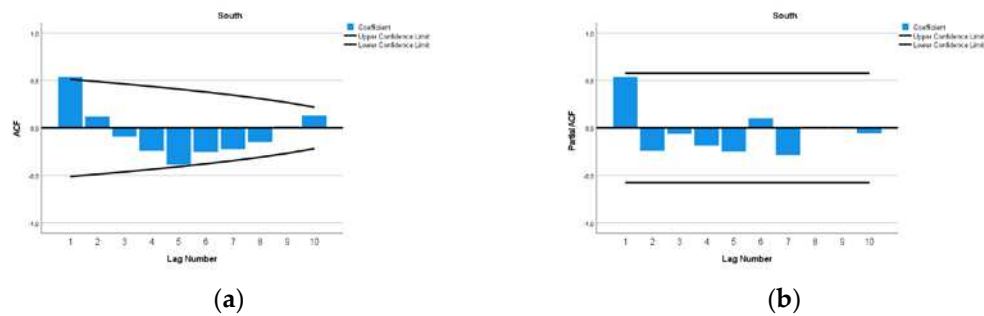 South
Coefficient
Upper Confidence Limit
Lower Confidence Limit
1.0
0.5
0.0
-0.5
-1.0
ACF
1 2 3 4 5 6 7 8 9 10
Lag Number
(a)
South
Coefficient
Upper Confidence Limit
Lower Confidence Limit
1.0
0.5
0.0
-0.5
-1.0
Partial ACF
1 2 3 4 5 6 7 8 9 10
Lag Number
(b)